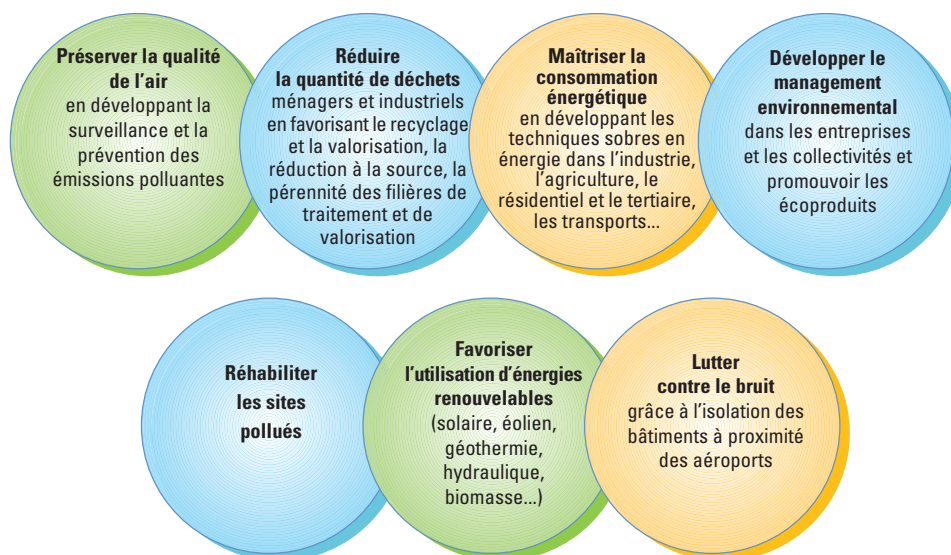 Préserver la qualité
de l'air
en développant la
surveillance et la
prévention des
émissions polluantes
Réduire
la quantité de déchets
ménagers et industriels
en favorisant le recyclage
et la valorisation, la
réduction à la source, la
pérennité des filières de
traitement et de
valorisation
Maîtriser la
consommation
énergétique
en développant les
techniques sobres en
énergie dans l'industrie,
l'agriculture, le
résidentiel et le tertiaire,
les transports...
Développer le
management
environnemental
dans les entreprises
et les collectivités et
promouvoir les
écoproduits
Réhabiliter
les sites
pollués
Favoriser
l'utilisation d'énergies
renouvelables
(solaire, éolien,
géothermie,
hydraulique,
biomasse...)
Lutter
contre le bruit
grâce à l'isolation des
bâtiments à proximité
des aéroports